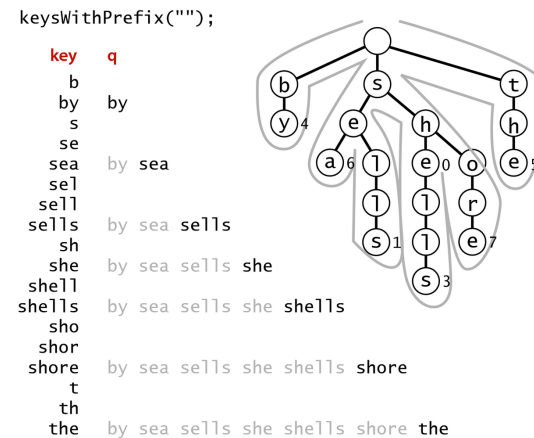 keysWithPrefix("");
key q
b
by by
s
se
sea by sea
sel
sell
sells by sea sells
sh
she by sea sells she
shell
shells by sea sells she shells
sho
shor
shore by sea sells she shells shore
t
th
the by sea sells she shells shore the
b s t
y 4 e h h
a 6 l e 0 o e 5
l l r
s 1 l e 7
s 3